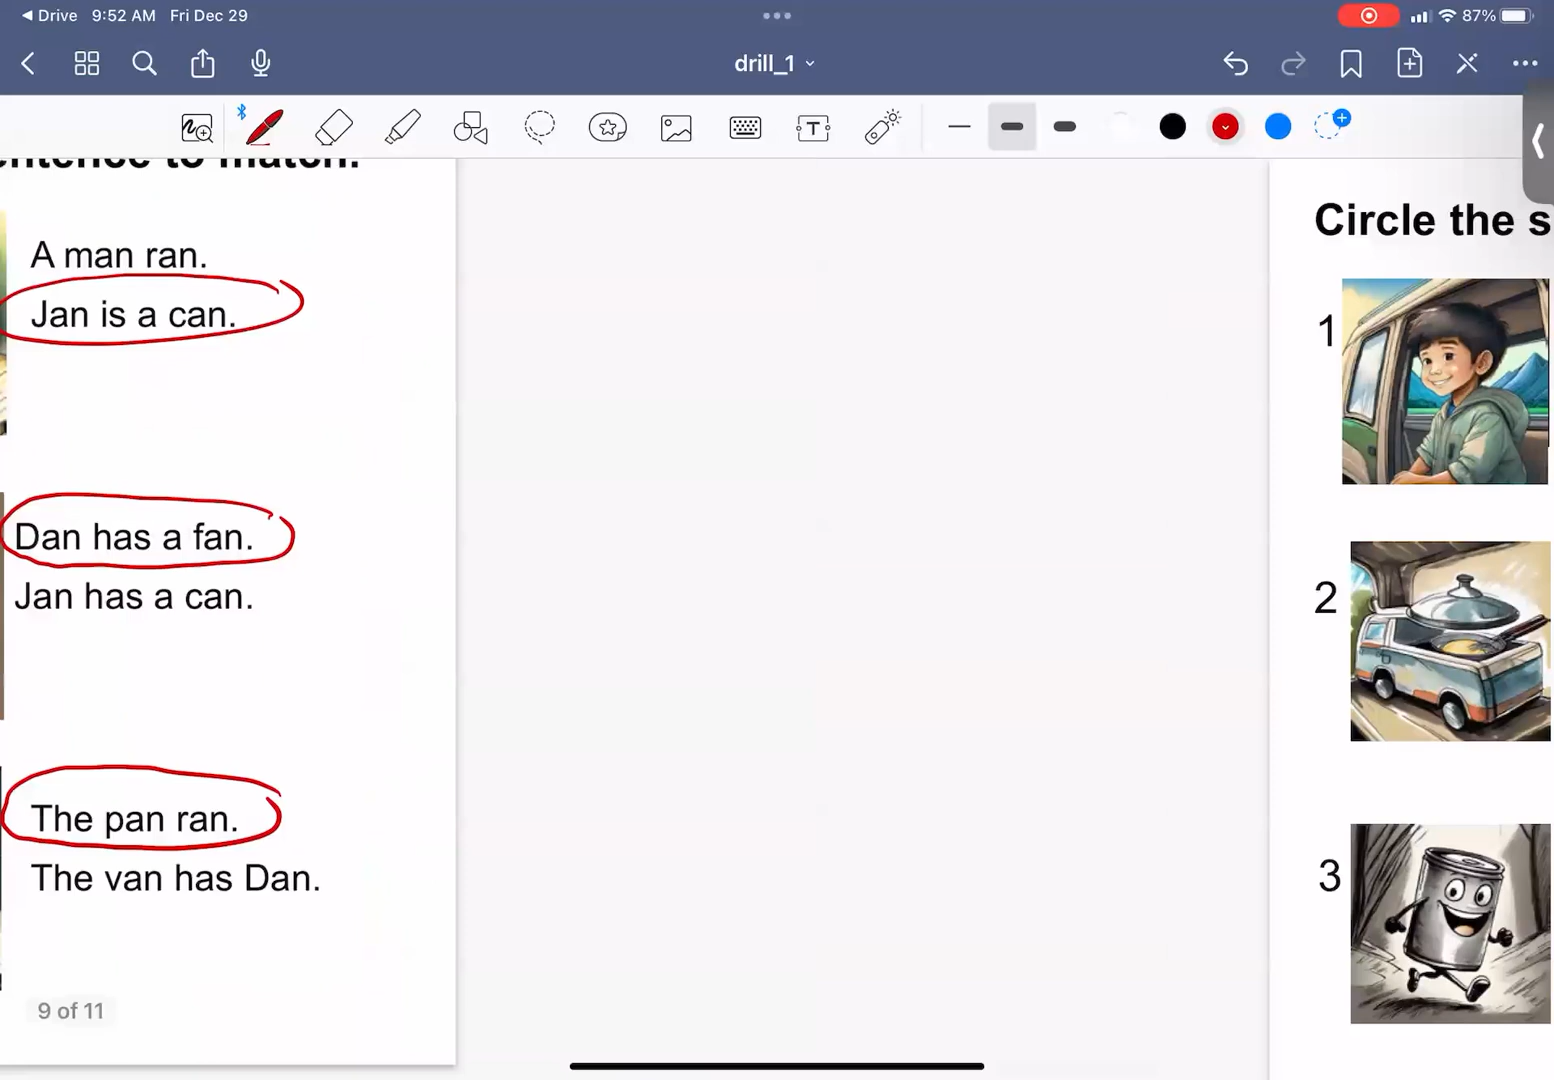 Drive 9:52 AM Fri Dec 29
87%
drill_1
T
A man ran.
Jan is a can.
Dan has a fan.
Jan has a can.
The pan ran.
The van has Dan.
9 of 11
Circle the s
1
2
3